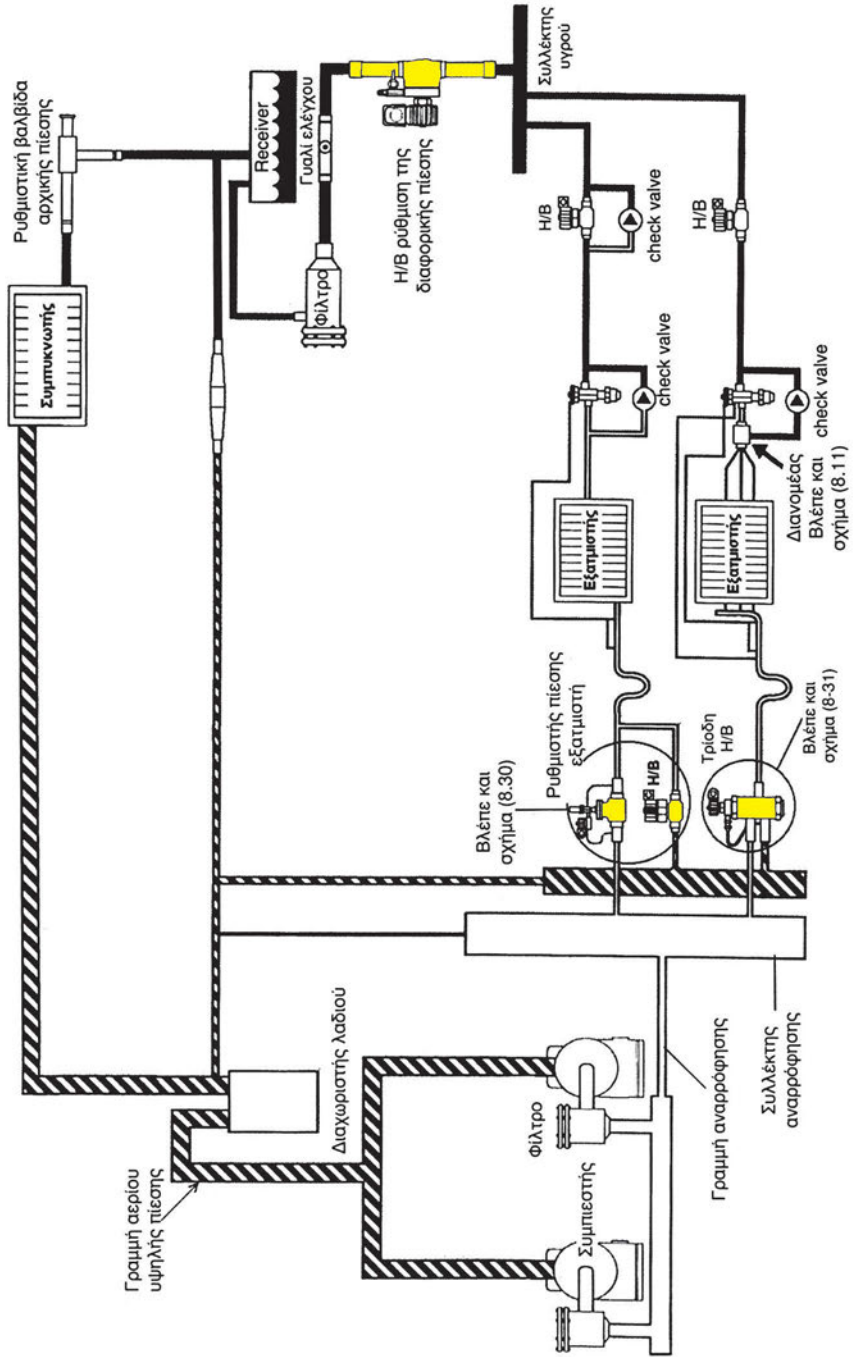 Ρυθμιστική βαλβίδα
αρχικής πίεσης
Συμπυκνωτής
Receiver
Γυαλί ελέγχου
Φίλτρο
Η/Β ρύθμιση της
διαφορικής πίεσης
Συλλέκτης
υγρού
Γραμμή αερίου
υψηλής πίεσης
Διαχωριστής λαδιού
Η/Β
check valve
Η/Β
check valve
check valve
Εξατμιστής
Εξατμιστής
Διανομέας
Βλέπε και
σχήμα (8.11)
Βλέπε και
σχήμα (8.30)
Ρυθμιστής πίεσης
εξατμιστή
Η/Β
Τρίοδη
Η/Β
Βλέπε και
σχήμα (8-31)
Φίλτρο
Συμπιεστής
Γραμμή αναρρόφησης
Συλλέκτης
αναρρόφησης